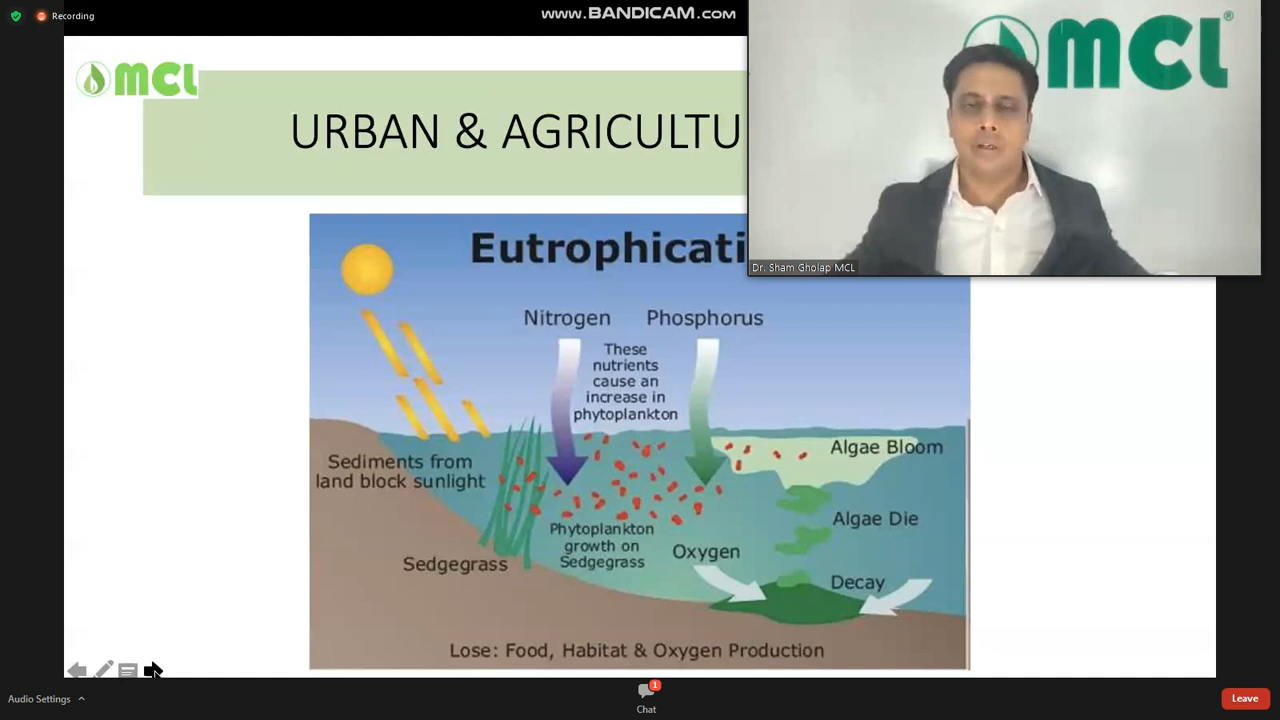 Recording
www.BANDICAM.com
MCL
MCL®
URBAN & AGRICULTU
Dr. Sham Gholap MCL
Eutrophicati
Nitrogen
Phosphorus
These
nutrients
cause an
increase in
phytoplankton
Algae Bloom
Sediments from
land block sunlight
Algae Die
Phytoplankton
growth on
Sedgegrass
Oxygen
Sedgegrass
Decay
Lose: Food, Habitat & Oxygen Production
Audio Settings
1
Chat
Leave